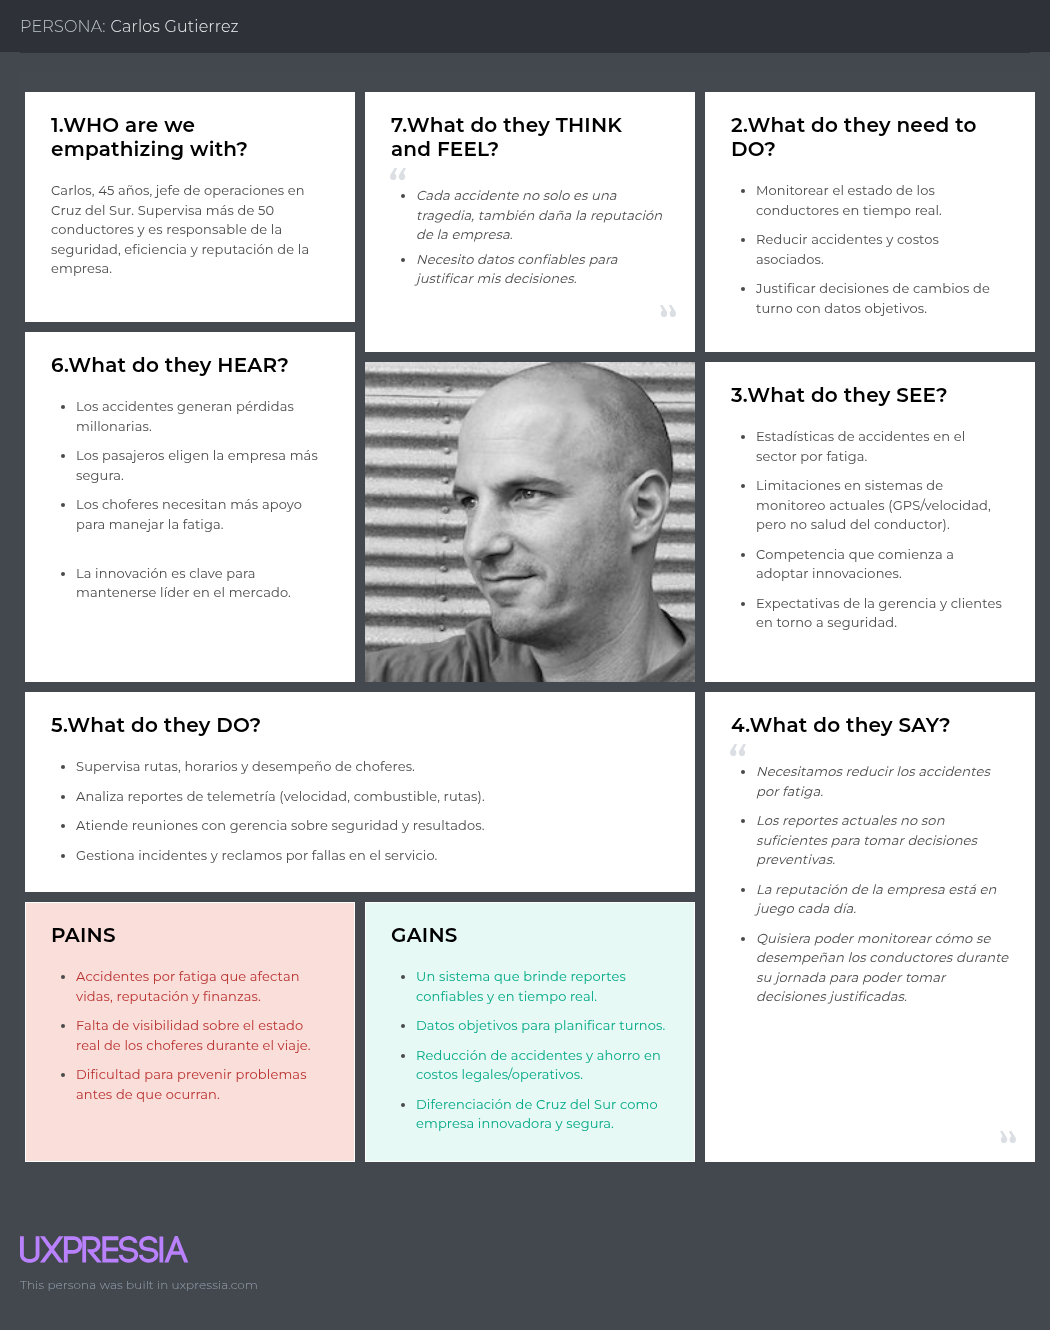 PERSONA: Carlos Gutierrez
1.WHO are we
empathizing with?
Carlos, 45 años, jefe de operaciones en
Cruz del Sur. Supervisa más de 50
conductores y es responsable de la
seguridad, eficiencia y reputación de la
empresa.
7.What do they THINK
and FEEL?
“
• Cada accidente no solo es una
tragedia, también daña la reputación
de la empresa.
• Necesito datos confiables para
justificar mis decisiones.
”
2.What do they need to
DO?
• Monitorear el estado de los
conductores en tiempo real.
• Reducir accidentes y costos
asociados.
• Justificar decisiones de cambios de
turno con datos objetivos.
6.What do they HEAR?
• Los accidentes generan pérdidas
millonarias.
• Los pasajeros eligen la empresa más
segura.
• Los choferes necesitan más apoyo
para manejar la fatiga.
• La innovación es clave para
mantenerse líder en el mercado.
3.What do they SEE?
• Estadísticas de accidentes en el
sector por fatiga.
• Limitaciones en sistemas de
monitoreo actuales (GPS/velocidad,
pero no salud del conductor).
• Competencia que comienza a
adoptar innovaciones.
• Expectativas de la gerencia y clientes
en torno a seguridad.
5.What do they DO?
• Supervisa rutas, horarios y desempeño de choferes.
• Analiza reportes de telemetría (velocidad, combustible, rutas).
• Atiende reuniones con gerencia sobre seguridad y resultados.
• Gestiona incidentes y reclamos por fallas en el servicio.
4.What do they SAY?
“
• Necesitamos reducir los accidentes
por fatiga.
• Los reportes actuales no son
suficientes para tomar decisiones
preventivas.
• La reputación de la empresa está en
juego cada día.
• Quisiera poder monitorear cómo se
desempeñan los conductores durante
su jornada para poder tomar
decisiones justificadas.
”
PAINS
• Accidentes por fatiga que afectan
vidas, reputación y finanzas.
• Falta de visibilidad sobre el estado
real de los choferes durante el viaje.
• Dificultad para prevenir problemas
antes de que ocurran.
GAINS
• Un sistema que brinde reportes
confiables y en tiempo real.
• Datos objetivos para planificar turnos.
• Reducción de accidentes y ahorro en
costos legales/operativos.
• Diferenciación de Cruz del Sur como
empresa innovadora y segura.
UXPRESSIA
This persona was built in uxpressia.com